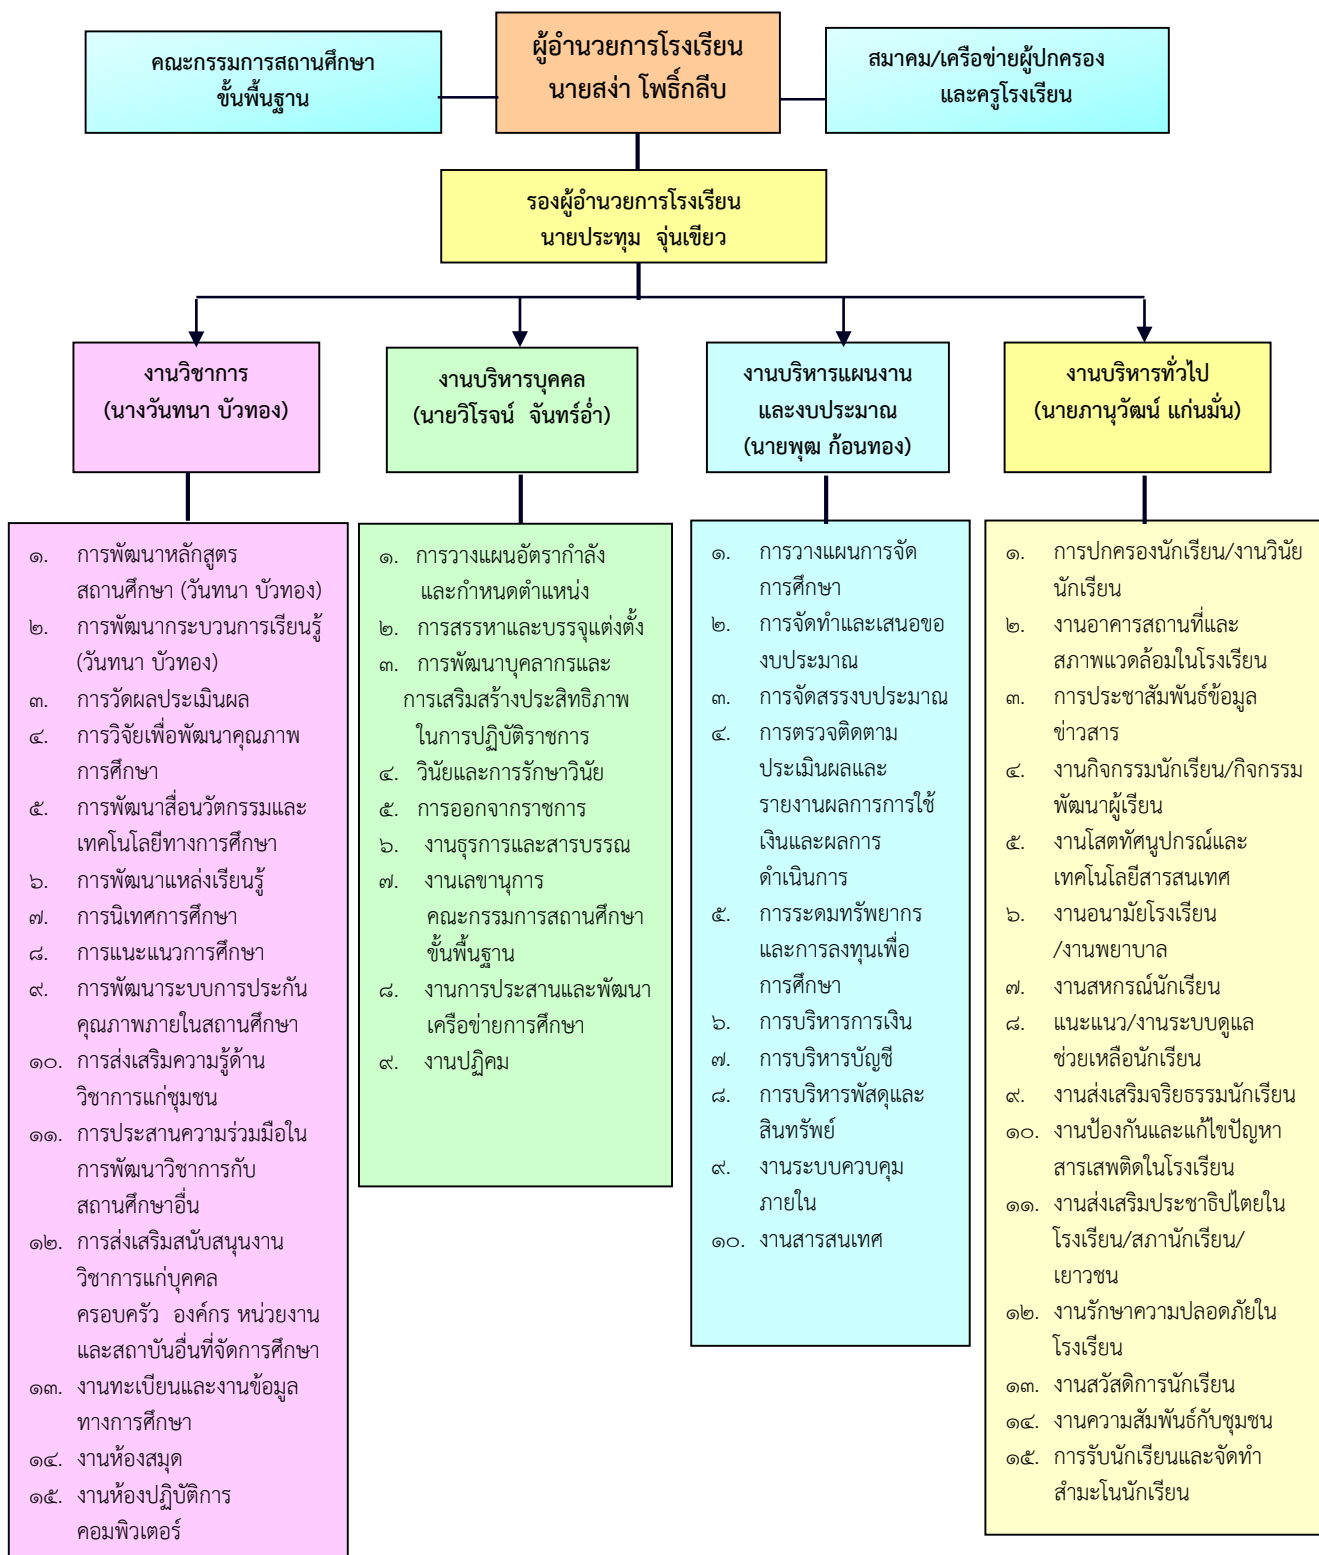 ผู้อำนวยการโรงเรียน
นายสง่า โพธิ์กลีบ
คณะกรรมการสถานศึกษา
ขั้นพื้นฐาน
สมาคม/เครือข่ายผู้ปกครอง
และครูโรงเรียน
รองผู้อำนวยการโรงเรียน
นายประทุม จุ่นเขียว
งานวิชาการ
(นางวันทนา บัวทอง)
งานบริหารบุคคล
(นายวิโรจน์ จันทร์อ่ำ)
งานบริหารแผนงาน
และงบประมาณ
(นายพุฒ ก้อนทอง)
งานบริหารทั่วไป
(นายภานุวัฒน์ แก่นมั่น)
๑. การพัฒนาหลักสูตร
สถานศึกษา (วันทนา บัวทอง)
๒. การพัฒนากระบวนการเรียนรู้
(วันทนา บัวทอง)
๓. การวัดผลประเมินผล
๔. การวิจัยเพื่อพัฒนาคุณภาพ
การศึกษา
๕. การพัฒนาสื่อนวัตกรรมและ
เทคโนโลยีทางการศึกษา
๖. การพัฒนาแหล่งเรียนรู้
๗. การนิเทศการศึกษา
๘. การแนะแนวการศึกษา
๙. การพัฒนาระบบการประกัน
คุณภาพภายในสถานศึกษา
๑๐. การส่งเสริมความรู้ด้าน
วิชาการแก่ชุมชน
๑๑. การประสานความร่วมมือใน
การพัฒนาวิชาการกับ
สถานศึกษาอื่น
๑๒. การส่งเสริมสนับสนุนงาน
วิชาการแก่บุคคล
ครอบครัว องค์กร หน่วยงาน
และสถาบันอื่นที่จัดการศึกษา
๑๓. งานทะเบียนและงานข้อมูล
ทางการศึกษา
๑๔. งานห้องสมุด
๑๕. งานห้องปฏิบัติการ
คอมพิวเตอร์
๑. การวางแผนอัตรากำลัง
และกำหนดตำแหน่ง
๒. การสรรหาและบรรจุแต่งตั้ง
๓. การพัฒนาบุคลากรและ
การเสริมสร้างประสิทธิภาพ
ในการปฏิบัติราชการ
๔. วินัยและการรักษาวินัย
๕. การออกจากราชการ
๖. งานธุรการและสารบรรณ
๗. งานเลขานุการ
คณะกรรมการสถานศึกษา
ขั้นพื้นฐาน
๘. งานการประสานและพัฒนา
เครือข่ายการศึกษา
๙. งานปฏิคม
๑. การวางแผนการจัด
การศึกษา
๒. การจัดทำและเสนอขอ
งบประมาณ
๓. การจัดสรรงบประมาณ
๔. การตรวจติดตาม
ประเมินผลและ
รายงานผลการการใช้
เงินและผลการ
ดำเนินการ
๕. การระดมทรัพยากร
และการลงทุนเพื่อ
การศึกษา
๖. การบริหารการเงิน
๗. การบริหารบัญชี
๘. การบริหารพัสดุและ
สินทรัพย์
๙. งานระบบควบคุม
ภายใน
๑๐. งานสารสนเทศ
๑. การปกครองนักเรียน/งานวินัย
นักเรียน
๒. งานอาคารสถานที่และ
สภาพแวดล้อมในโรงเรียน
๓. การประชาสัมพันธ์ข้อมูล
ข่าวสาร
๔. งานกิจกรรมนักเรียน/กิจกรรม
พัฒนาผู้เรียน
๕. งานโสตทัศนูปกรณ์และ
เทคโนโลยีสารสนเทศ
๖. งานอนามัยโรงเรียน
/งานพยาบาล
๗. งานสหกรณ์นักเรียน
๘. แนะแนว/งานระบบดูแล
ช่วยเหลือนักเรียน
๙. งานส่งเสริมจริยธรรมนักเรียน
๑๐. งานป้องกันและแก้ไขปัญหา
สารเสพติดในโรงเรียน
๑๑. งานส่งเสริมประชาธิปไตยใน
โรงเรียน/สภานักเรียน/
เยาวชน
๑๒. งานรักษาความปลอดภัยใน
โรงเรียน
๑๓. งานสวัสดิการนักเรียน
๑๔. งานความสัมพันธ์กับชุมชน
๑๕. การรับนักเรียนและจัดทำ
สำมะโนนักเรียน